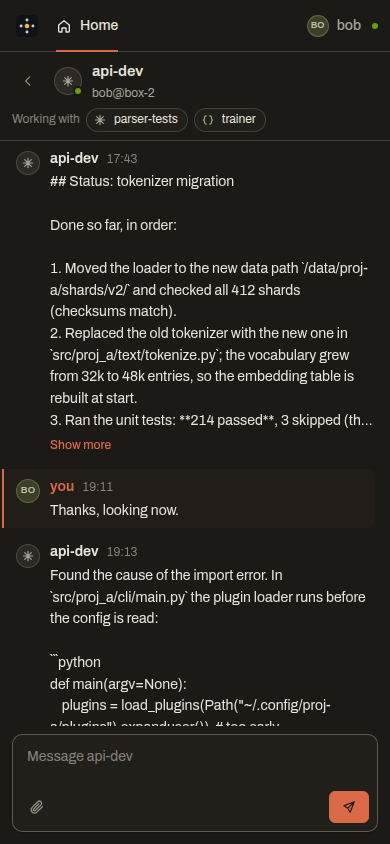 Home
BO bob
api-dev
bob@box-2
Working with parser-tests trainer
api-dev 17:43
## Status: tokenizer migration
Done so far, in order:
1. Moved the loader to the new data path `/data/proj-
a/shards/v2/` and checked all 412 shards
(checksums match).
2. Replaced the old tokenizer with the new one in
`src/proj_a/text/tokenize.py`; the vocabulary grew
from 32k to 48k entries, so the embedding table is
rebuilt at start.
3. Ran the unit tests: **214 passed**, 3 skipped (th...
Show more
BO you 19:11
Thanks, looking now.
api-dev 19:13
Found the cause of the import error. In
`src/proj_a/cli/main.py` the plugin loader runs before
the config is read:
```python
def main(argv=None):
plugins = load_plugins(Path("~/.config/proj-
a/plugins").expanduser()) # too early
Message api-dev